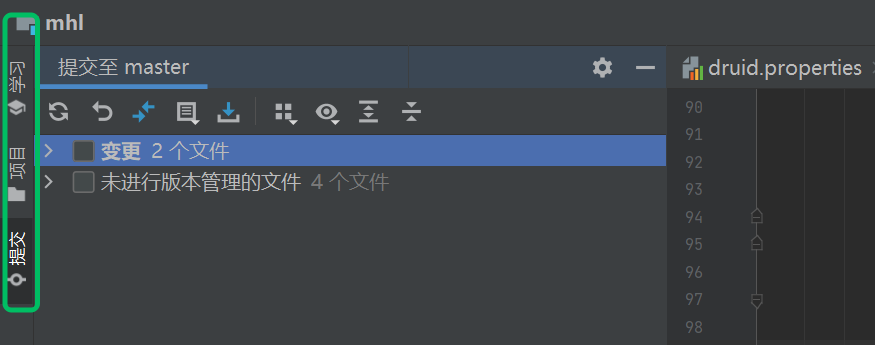 mhl
学习
项目
提交
提交至 master
变更 2 个文件
未进行版本管理的文件 4 个文件
druid.properties
90
91
92
93
94
95
96
97
98